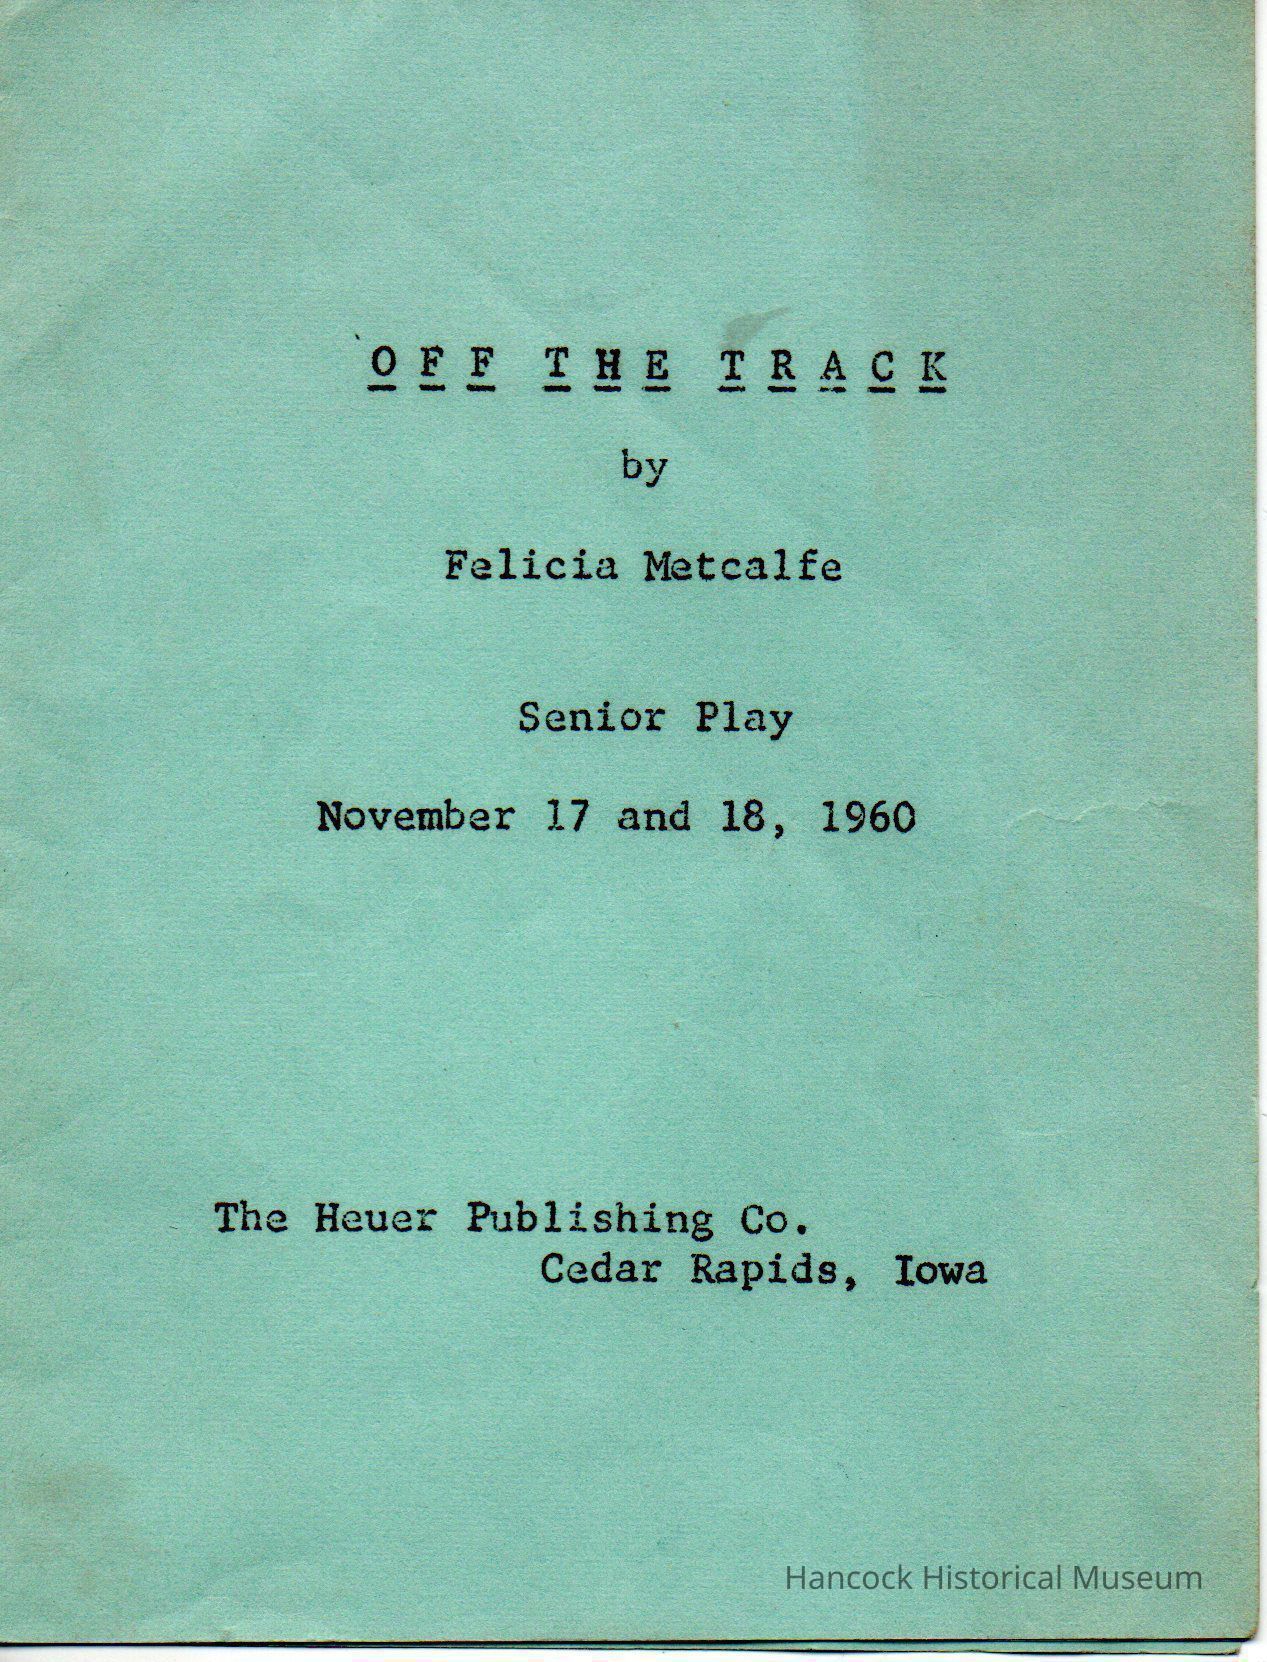 OFF THE TRACK
by
Felicia Metcalfe
Senior Play
November 17 and 18, 1960
The Heuer Publishing Co.
Cedar Rapids, Iowa
Hancock Historical Museum